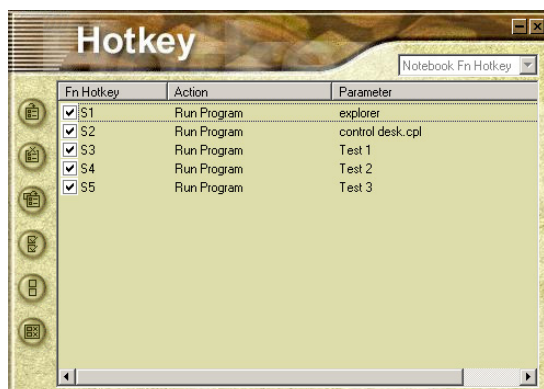 Hotkey
Notebook Fn Hotkey
Fn Hotkey Action Parameter
S1 Run Program explorer
S2 Run Program control desk.cpl
S3 Run Program Test 1
S4 Run Program Test 2
S5 Run Program Test 3